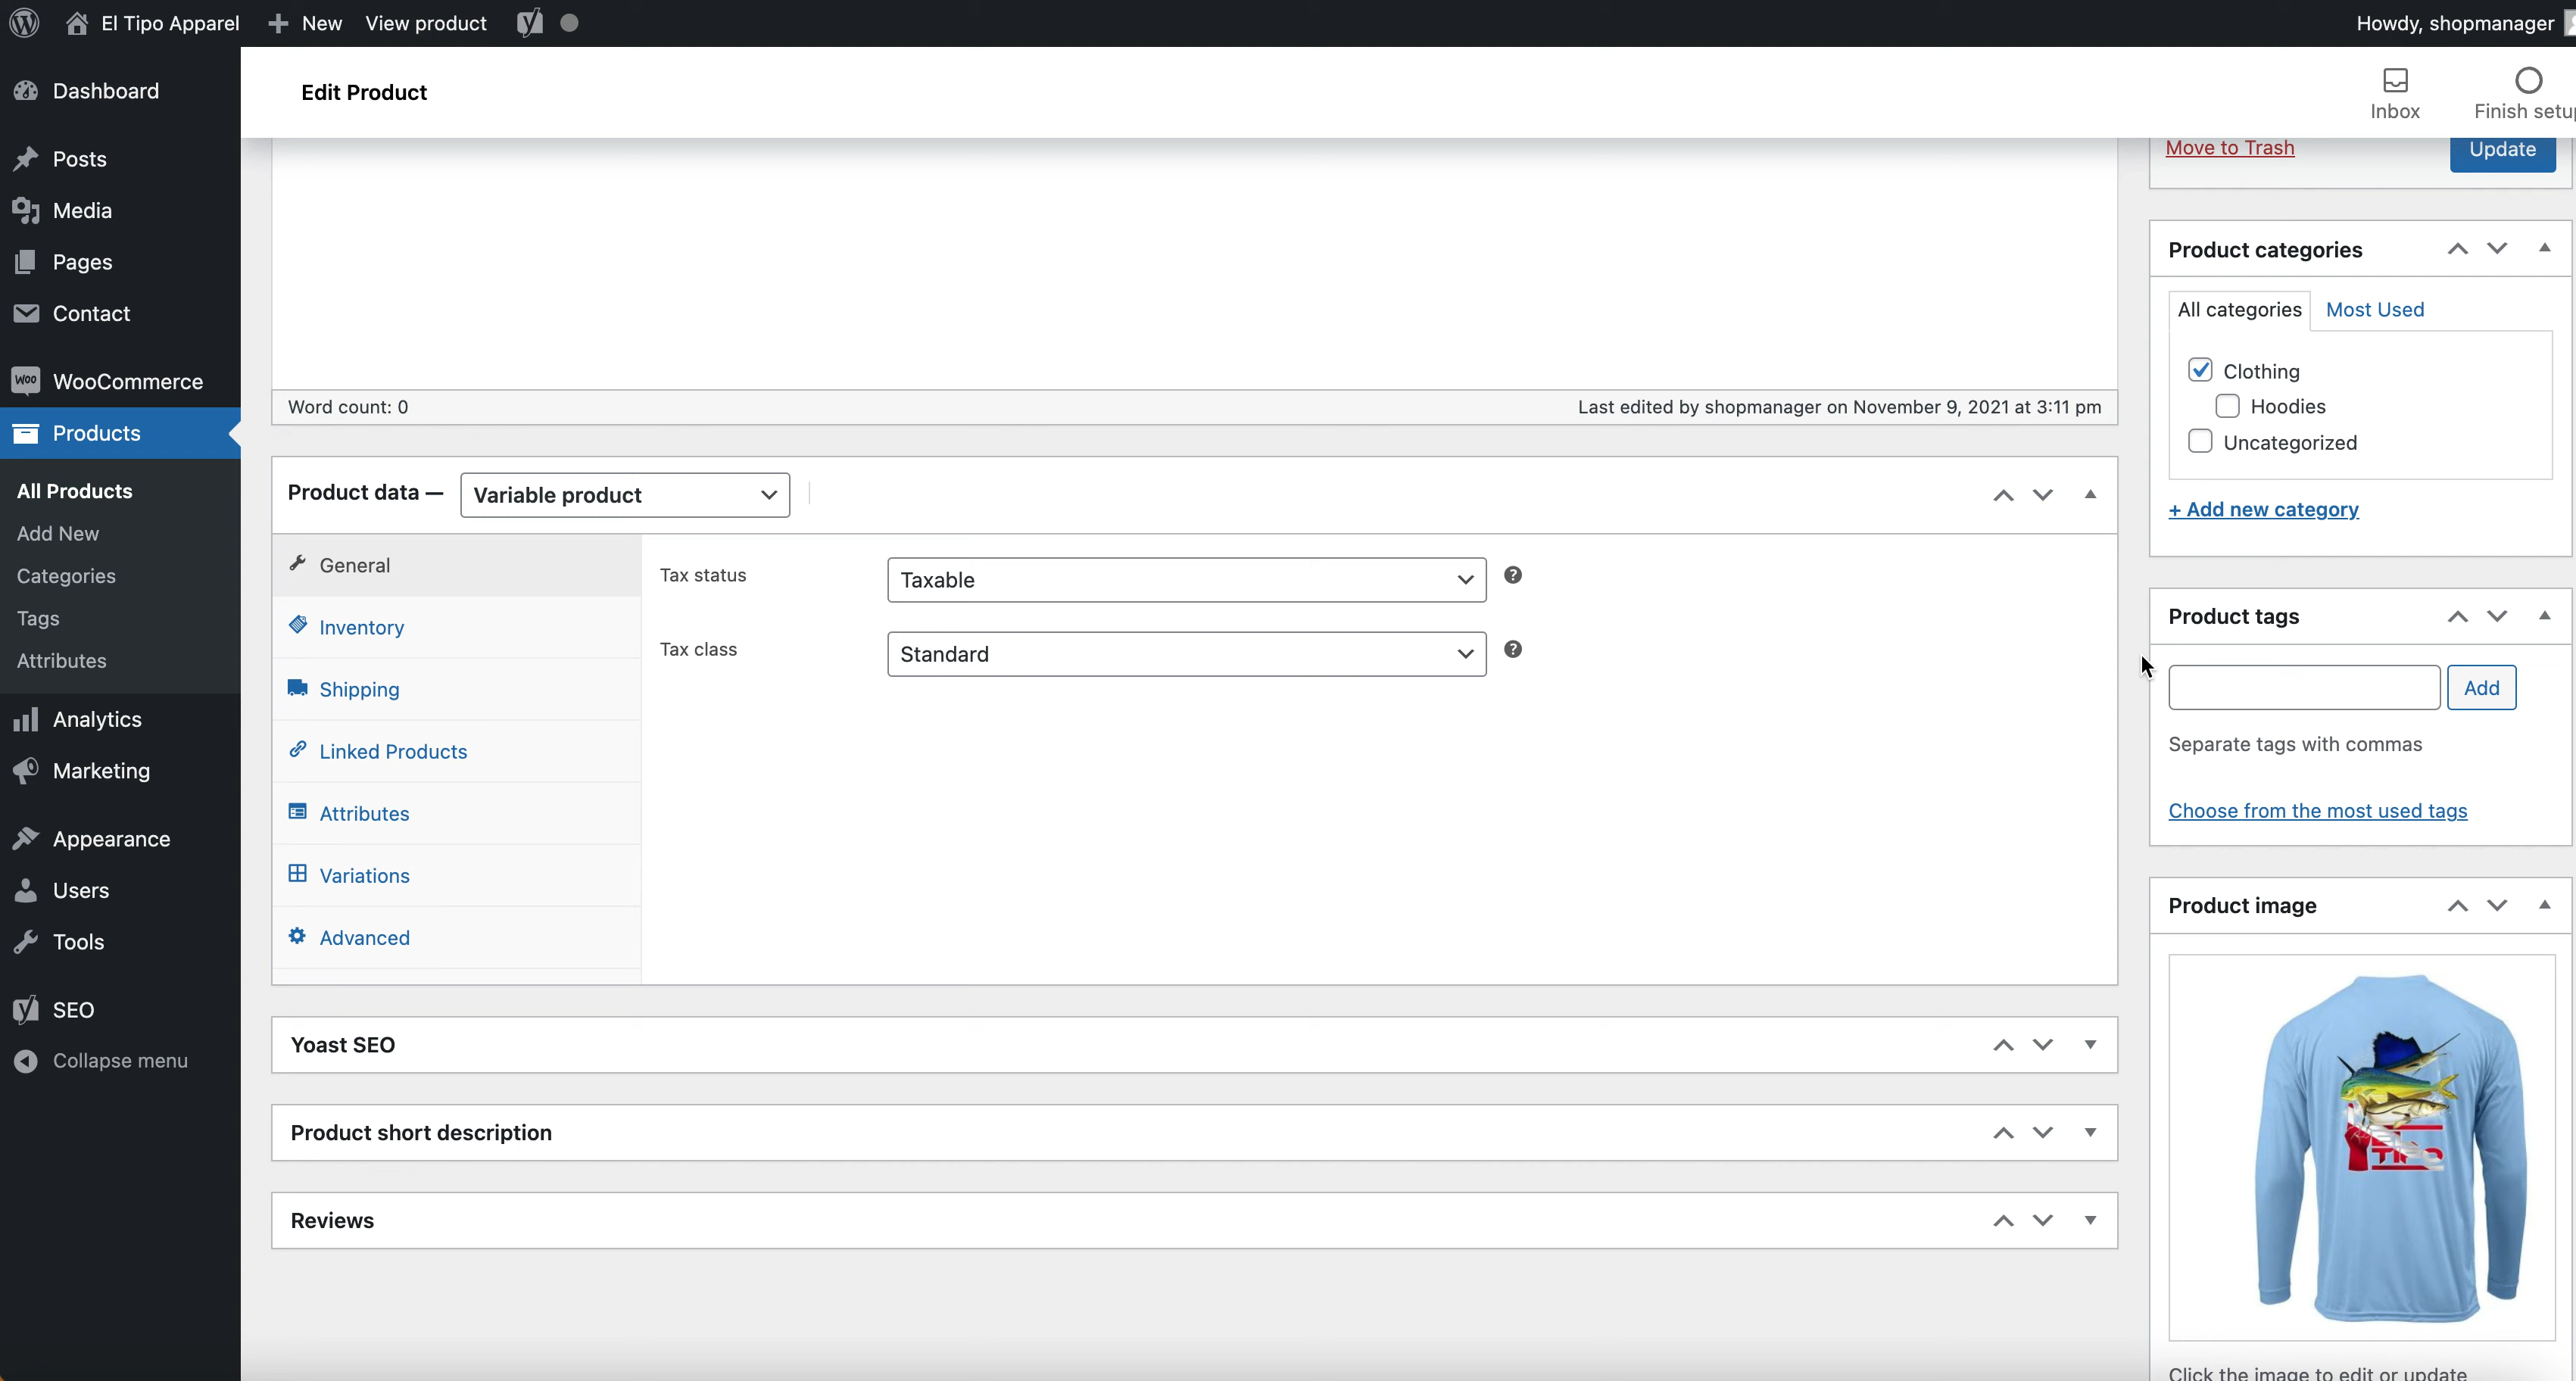 El Tipo Apparel
New
View product
Howdy, shopmanager
Dashboard
Posts
Media
Pages
Contact
Woo
WooCommerce
Products
All Products
Add New
Categories
Tags
Attributes
Analytics
Marketing
Appearance
Users
Tools
SEO
Collapse menu
Edit Product
Inbox
Finish setu
Word count: 0
Last edited by shopmanager on November 9, 2021 at 3:11 pm
Product data —
Variable product
General
Inventory
Shipping
Linked Products
Attributes
Variations
Advanced
Tax status
Taxable
Tax class
Standard
Yoast SEO
Product short description
Reviews
Move to Trash
Update
Product categories
All categories
Most Used
Clothing
Hoodies
Uncategorized
+ Add new category
Product tags
Add
Separate tags with commas
Choose from the most used tags
Product image
Click the image to edit or update